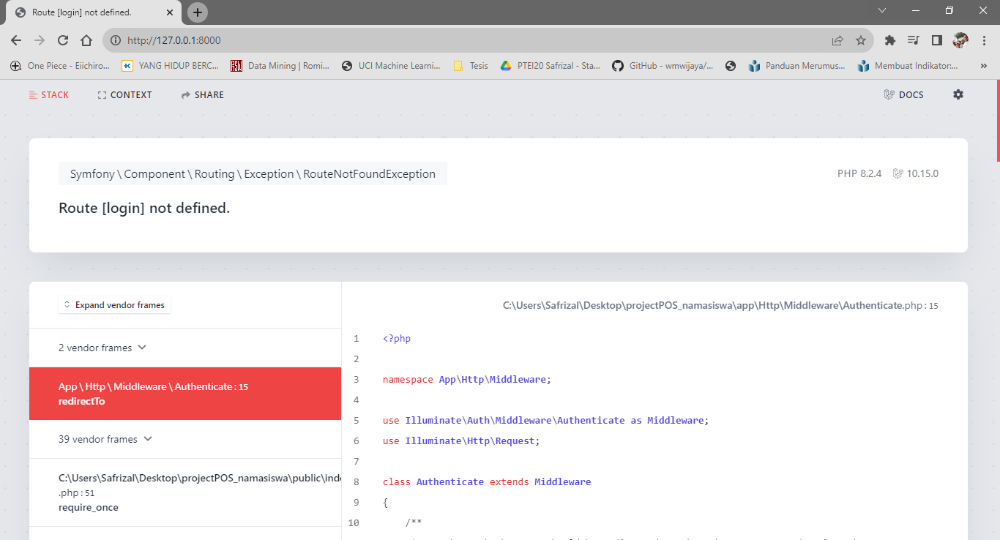 Route [login] not defined.
http://127.0.0.1:8000
One Piece - Eiichiro...
YANG HIDUP BERC...
Data Mining | Romi...
UCI Machine Learni...
Tesis
PTEI20 Safrizal - Sta...
GitHub - wmwijaya/...
Panduan Merumus...
Membuat Indikator:...
»
STACK
CONTEXT
SHARE
DOCS
Symfony \ Component \ Routing \ Exception \ RouteNotFoundException
PHP 8.2.4
10.15.0
Route [login] not defined.
Expand vendor frames
2 vendor frames
App \ Http \ Middleware \ Authenticate : 15
redirectTo
39 vendor frames
C:\Users\Safrizal\Desktop\projectPOS_namasiswa\public\inde
.php : 51
require_once
C:\Users\Safrizal\Desktop\projectPOS_namasiswa\app\Http\Middleware\Authenticate.php : 15
1 <?php
2
3 namespace App\Http\Middleware;
4
5 use Illuminate\Auth\Middleware\Authenticate as Middleware;
6 use Illuminate\Http\Request;
7
8 class Authenticate extends Middleware
9 {
10 /**